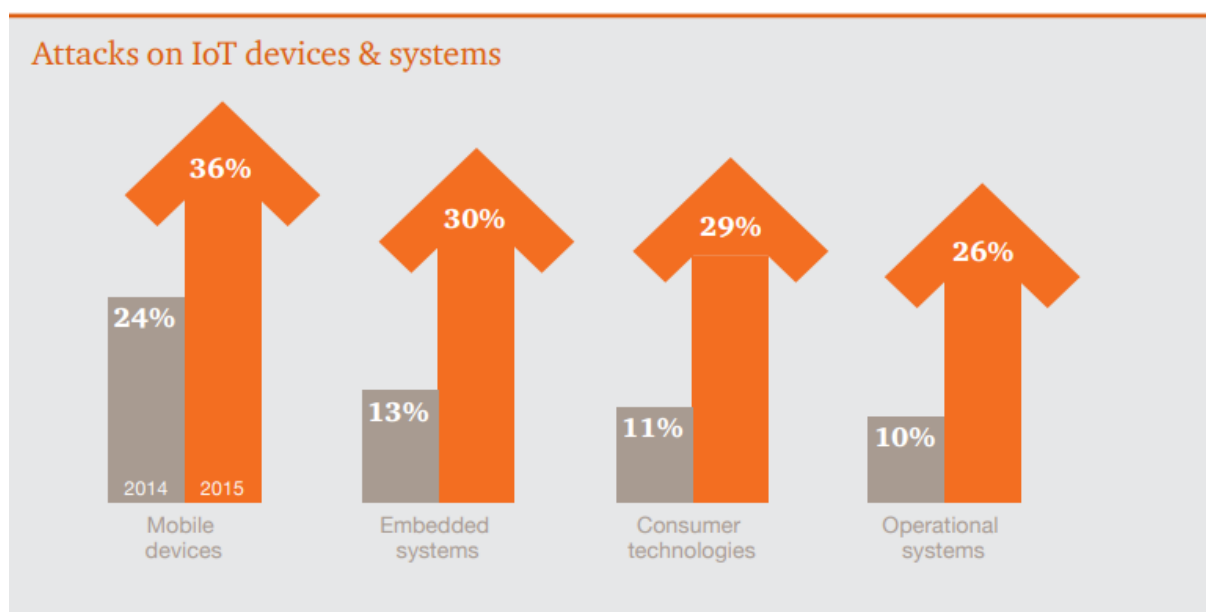 Attacks on IoT devices & systems
36%
30%
29%
26%
24%
13%
11%
10%
2014 2015
Mobile
devices
Embedded
systems
Consumer
technologies
Operational
systems